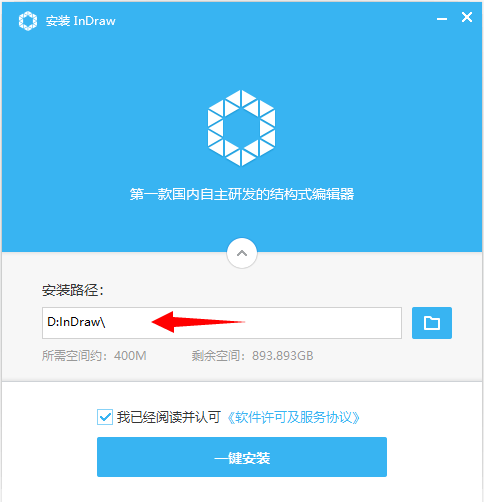 安装 InDraw
第一款国内自主研发的结构式编辑器
安装路径：
D:InDraw\
所需空间约：400M 剩余空间：893.893GB
我已经阅读并认可《软件许可及服务协议》
一键安装